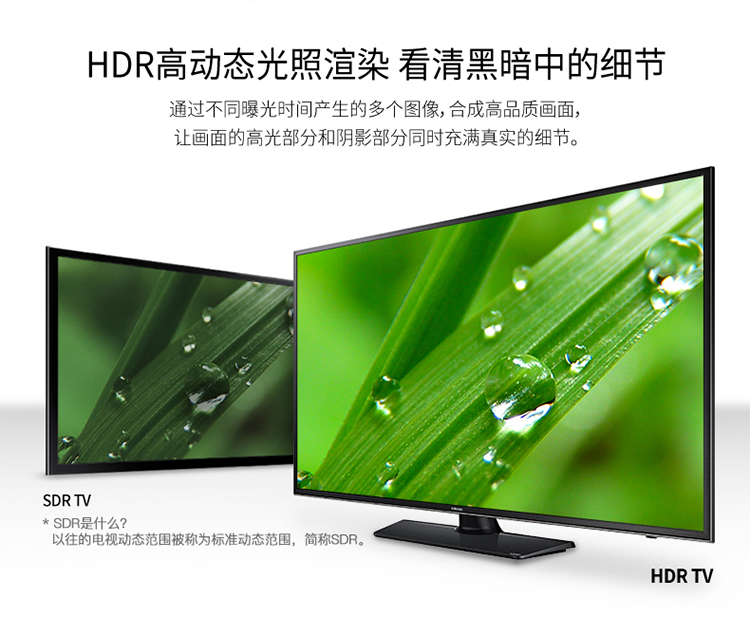 HDR高动态光照渲染 看清黑暗中的细节
通过不同曝光时间产生的多个图像，合成高品质画面，
让画面的高光部分和阴影部分同时充满真实的细节。
SDR TV
* SDR是什么?
以往的电视动态范围被称为标准动态范围，简称SDR。
HDR TV